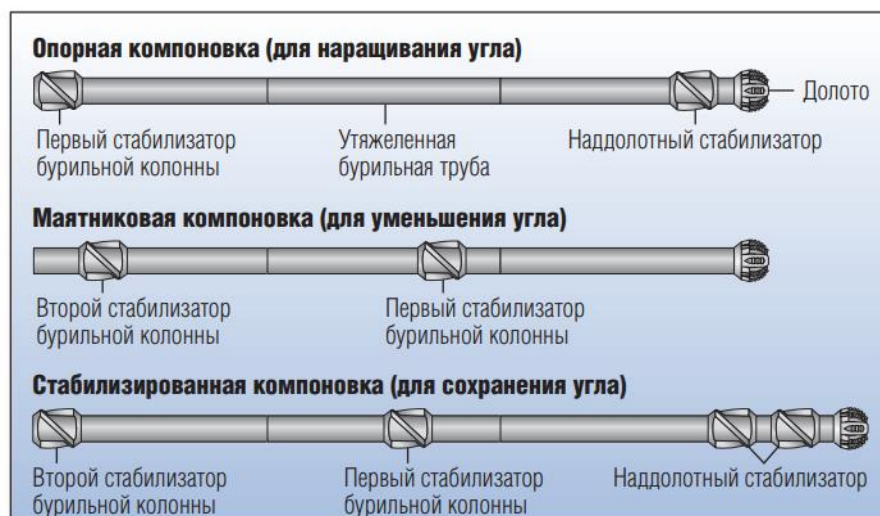 Опорная компоновка (для наращивания угла)
Долото
Первый стабилизатор
бурильной колонны
Утяжеленная
бурильная труба
Наддолотный стабилизатор
Маятниковая компоновка (для уменьшения угла)
Второй стабилизатор
бурильной колонны
Первый стабилизатор
бурильной колонны
Стабилизированная компоновка (для сохранения угла)
Второй стабилизатор
бурильной колонны
Первый стабилизатор
бурильной колонны
Наддолотный стабилизатор